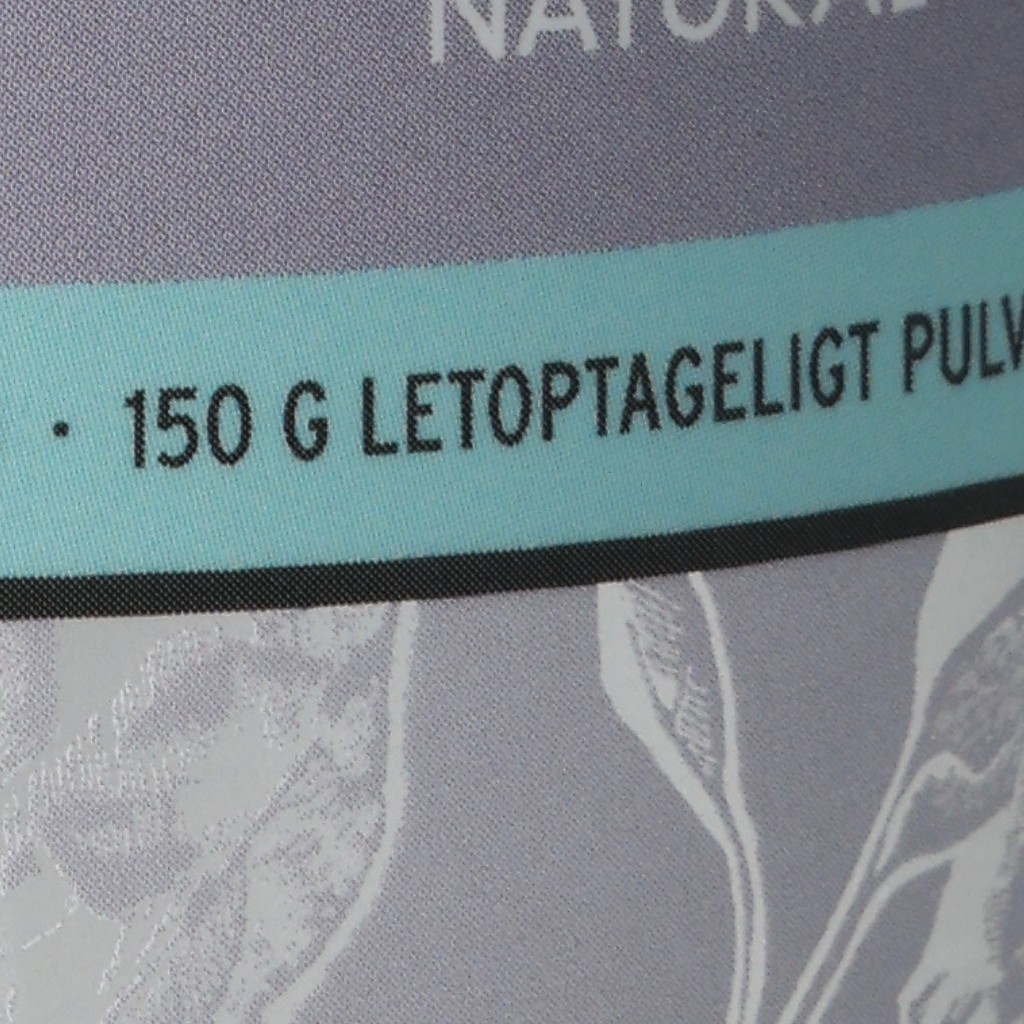 NATURAL
· 150 G LETOPTAGELIGT PULV